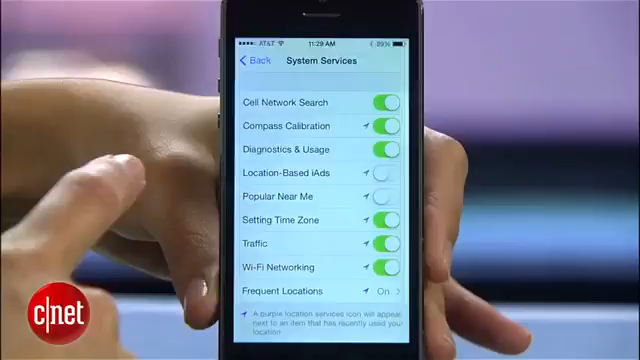 AT&T 11:29 AM 89%
Back System Services
Cell Network Search
Compass Calibration
Diagnostics & Usage
Location-Based iAds
Popular Near Me
Setting Time Zone
Traffic
Wi-Fi Networking
Frequent Locations On
A purple location services icon will appear
next to an item that has recently used your
location
c|net